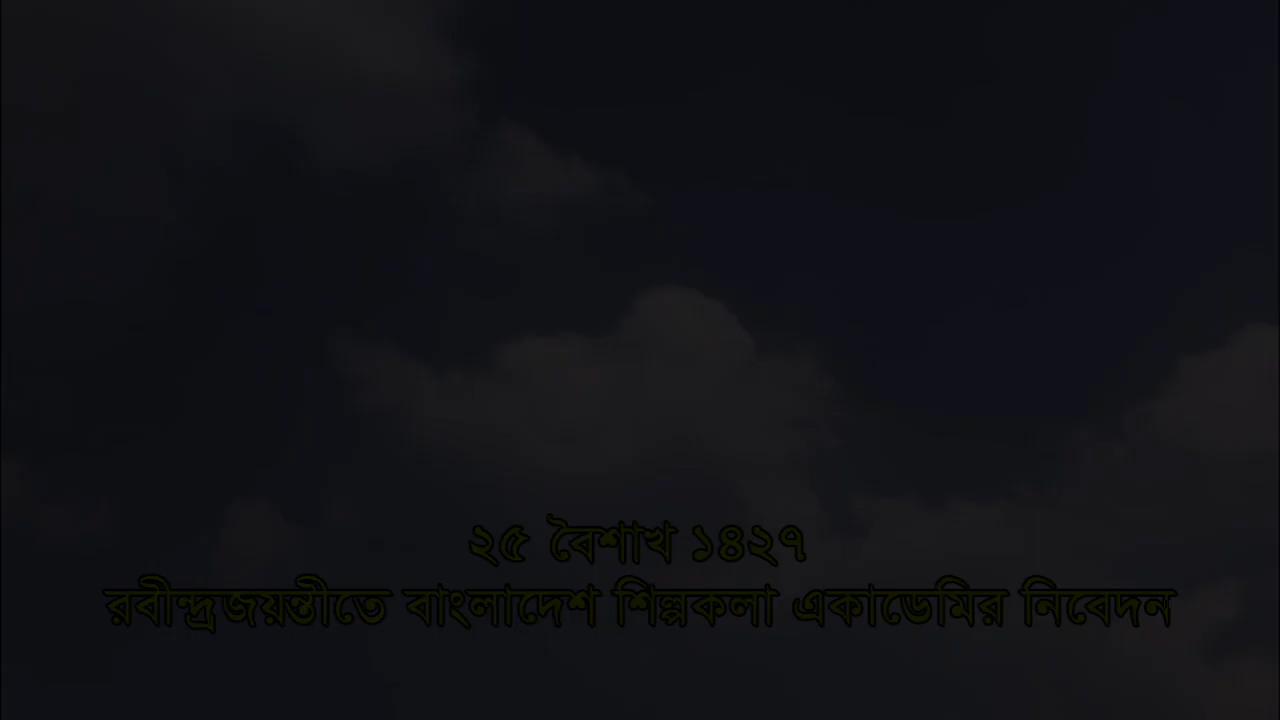 ২৫ বৈশাখ ১৪২৭
রবীন্দ্রজয়ন্তীতে বাংলাদেশ শিল্পকলা একাডেমির নিবেদন